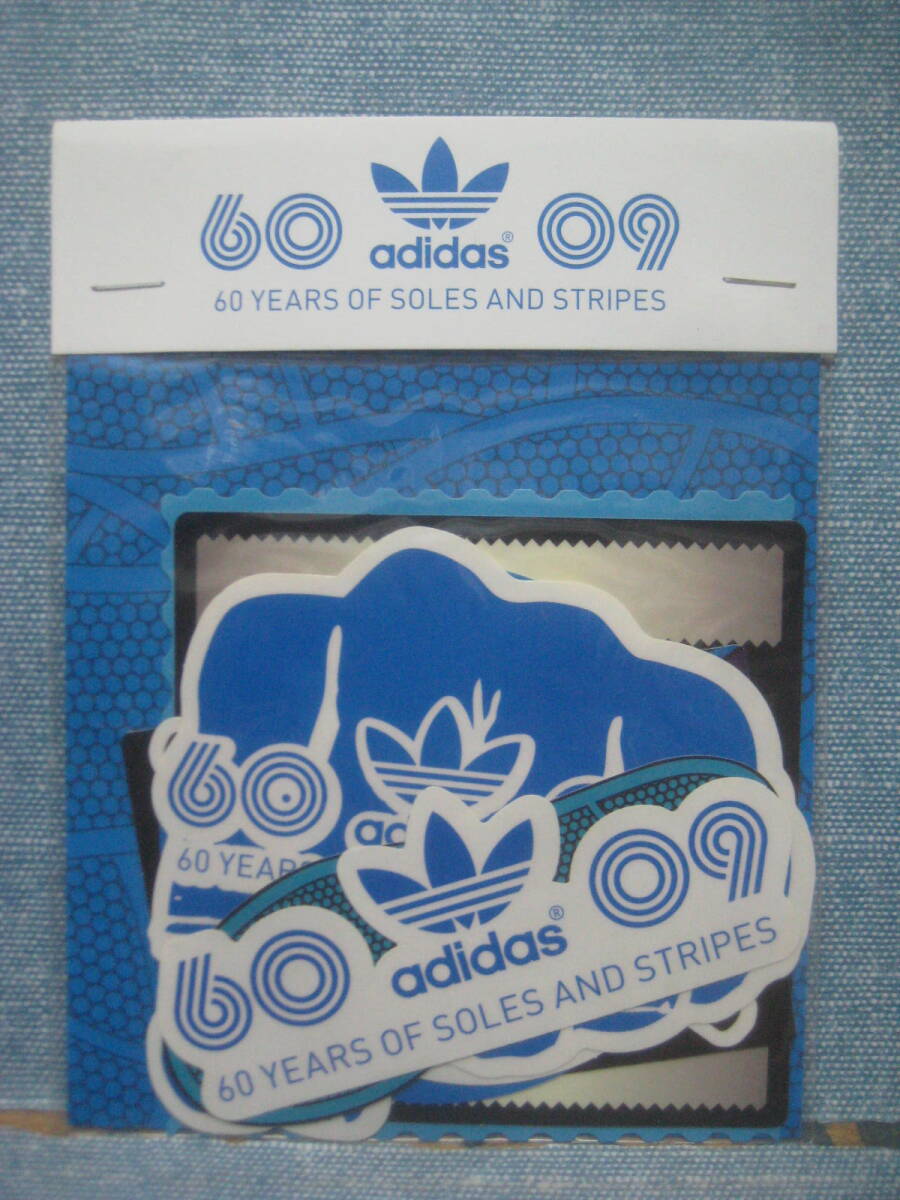 60 adidas® 09
60 YEARS OF SOLES AND STRIPES
60
60 YEARS
60 adidas® 09
60 YEARS OF SOLES AND STRIPES